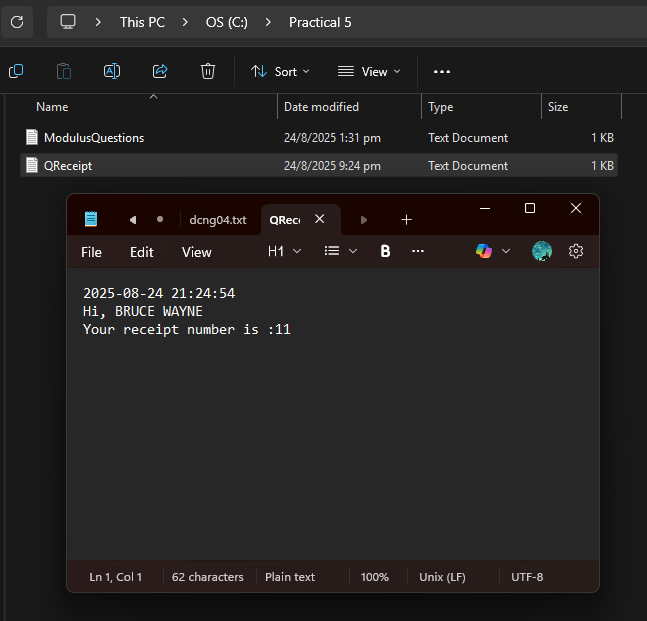 This PC > OS (C:) > Practical 5
Sort View ...
Name Date modified Type Size
ModulusQuestions 24/8/2025 1:31 pm Text Document 1 KB
QReceipt 24/8/2025 9:24 pm Text Document 1 KB
dcng04.txt QRec
File Edit View H1 B ...
2025-08-24 21:24:54
Hi, BRUCE WAYNE
Your receipt number is :11
Ln 1, Col 1 62 characters Plain text 100% Unix (LF) UTF-8